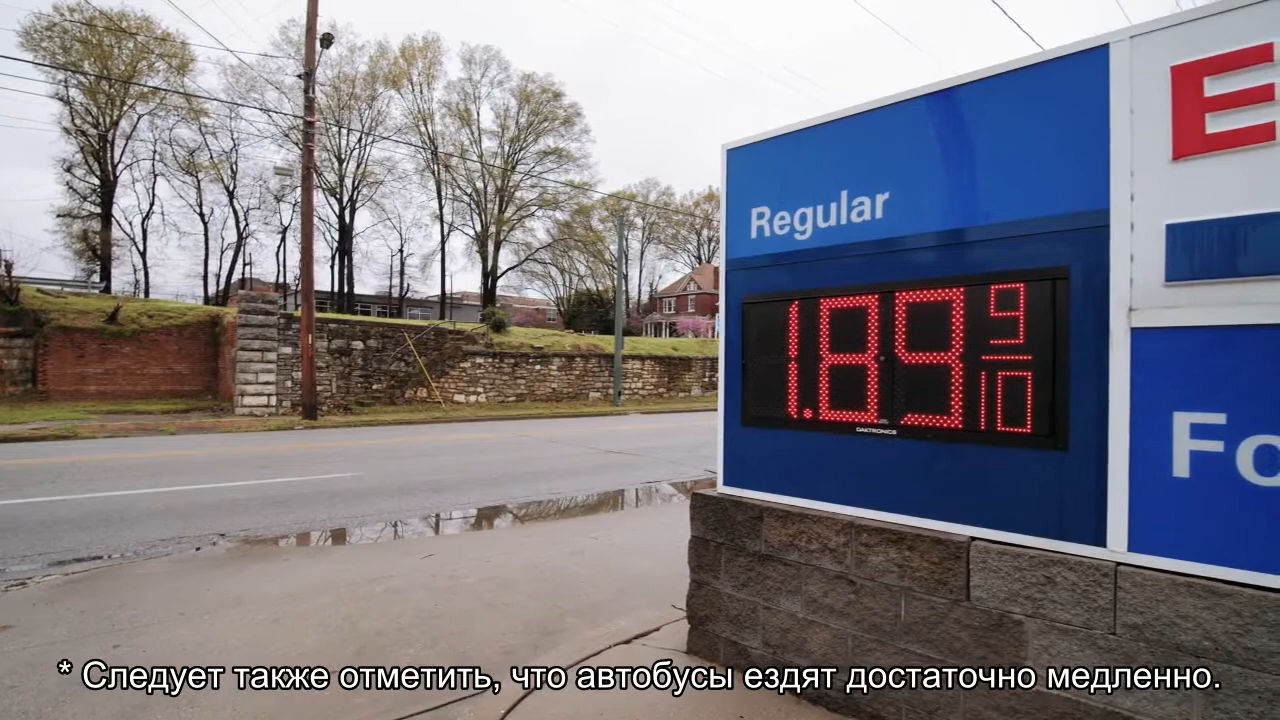 Regular
1.89 9/10
DAKTRONICS
E
Fo
* Следует также отметить, что автобусы ездят достаточно медленно.